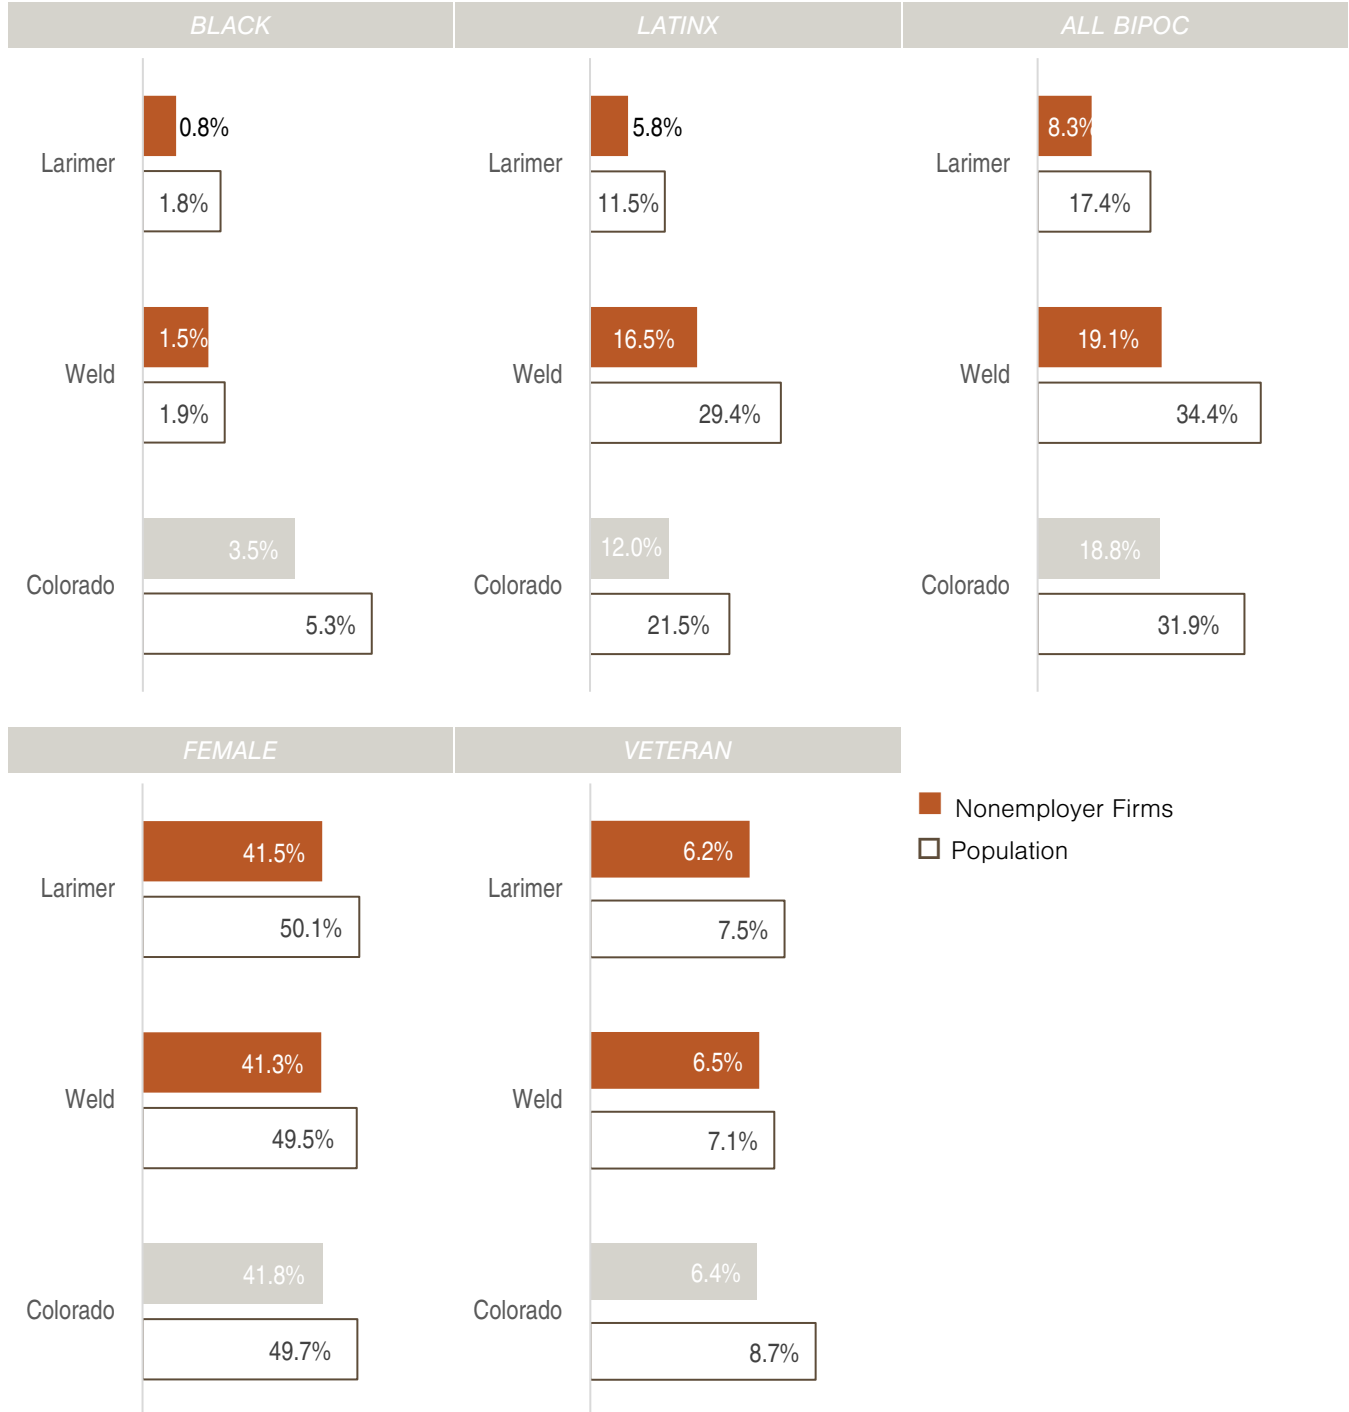 BLACK
LATINX
ALL BIPOC
Larimer
0.8%
1.8%
Weld
1.5%
1.9%
Colorado
3.5%
5.3%
Larimer
5.8%
11.5%
Weld
16.5%
29.4%
Colorado
12.0%
21.5%
Larimer
8.3%
17.4%
Weld
19.1%
34.4%
Colorado
18.8%
31.9%
FEMALE
VETERAN
Larimer
41.5%
50.1%
Weld
41.3%
49.5%
Colorado
41.8%
49.7%
Larimer
6.2%
7.5%
Weld
6.5%
7.1%
Colorado
6.4%
8.7%
Nonemployer Firms
Population